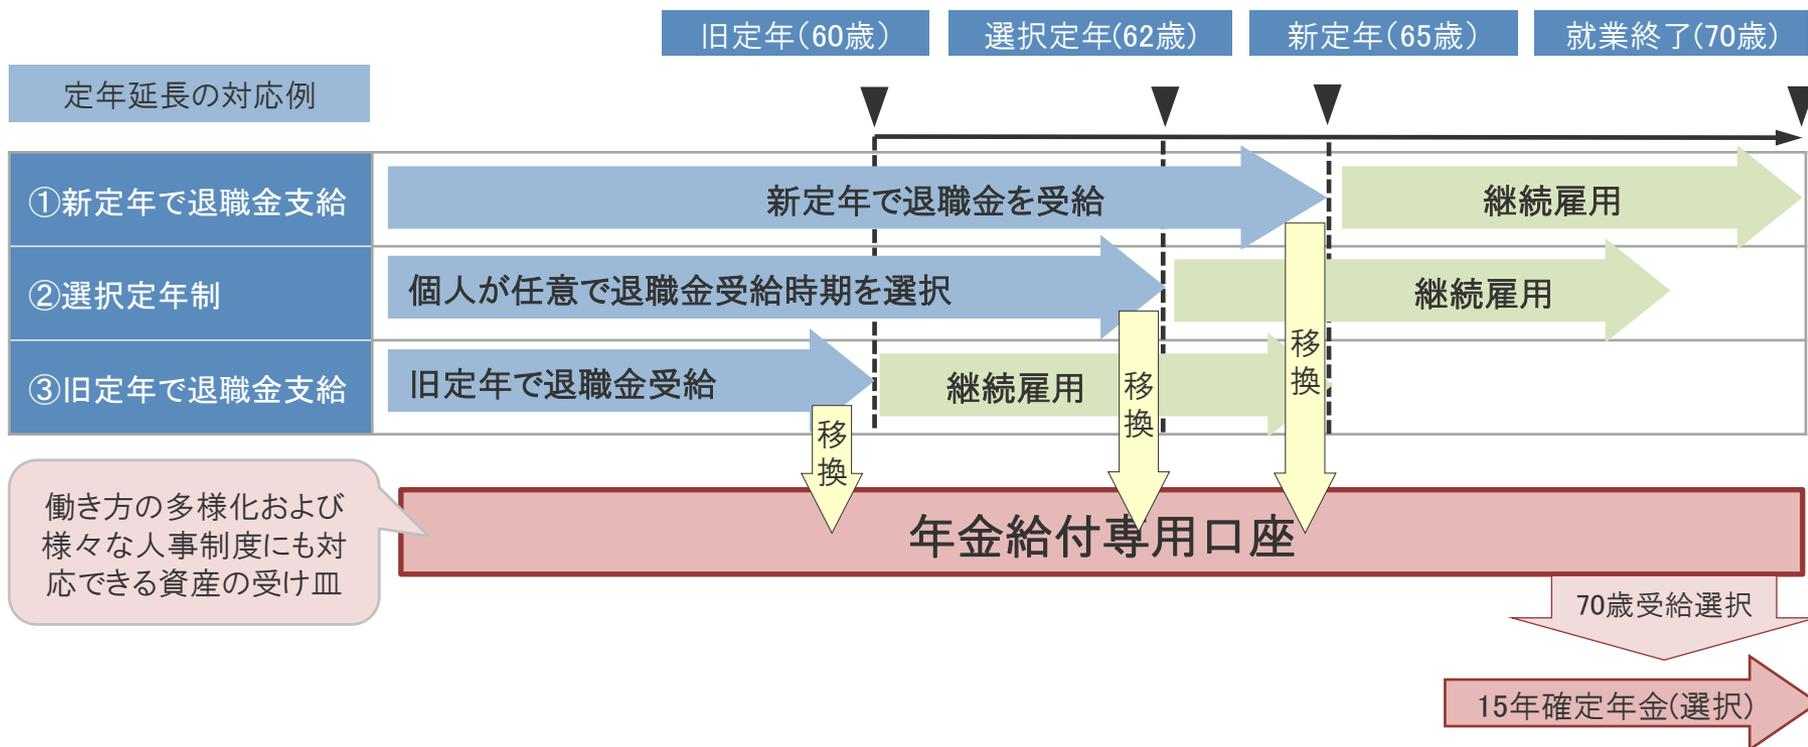 旧定年（60歳）
選択定年(62歳)
新定年（65歳）
就業終了(70歳)
定年延長の対応例
①新定年で退職金支給
新定年で退職金を受給
継続雇用
②選択定年制
個人が任意で退職金受給時期を選択
継続雇用
③旧定年で退職金支給
旧定年で退職金受給
継続雇用
移
換
移
換
移
換
働き方の多様化および
様々な人事制度にも対
応できる資産の受け皿
年金給付専用口座
70歳受給選択
15年確定年金(選択)